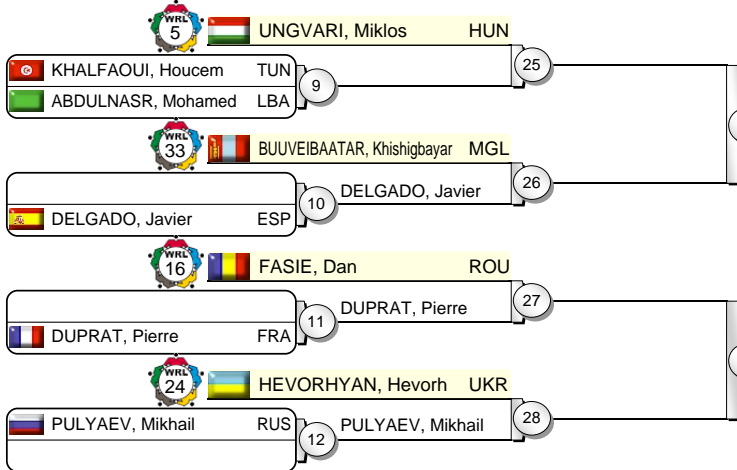 WRL
5
UNGVARI, Miklos HUN
25
KHALFAOUI, Houcem TUN
9
ABDULNASR, Mohamed LBA
WRL
33
BUUVEIBAATAR, Khishigbayar MGL
26
DELGADO, Javier
10
DELGADO, Javier ESP
WRL
16
FASIE, Dan ROU
27
DUPRAT, Pierre
11
DUPRAT, Pierre FRA
WRL
24
HEVORHYAN, Hevorh UKR
28
PULYAEV, Mikhail RUS
12
PULYAEV, Mikhail